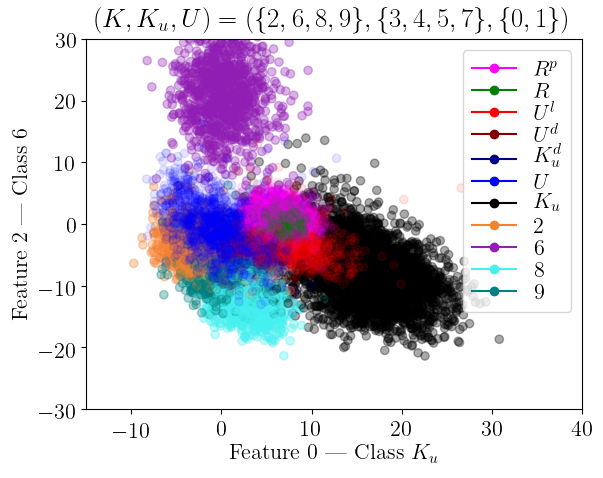 (K, K_u, U) = ({2, 6, 8, 9}, {3, 4, 5, 7}, {0, 1})
Feature 2 — Class 6
30
20
10
0
−10
−20
−30
−10 0 10 20 30 40
Feature 0 — Class K_u
R^p
R
U^l
U^d
K_u^d
U
K_u
2
6
8
9